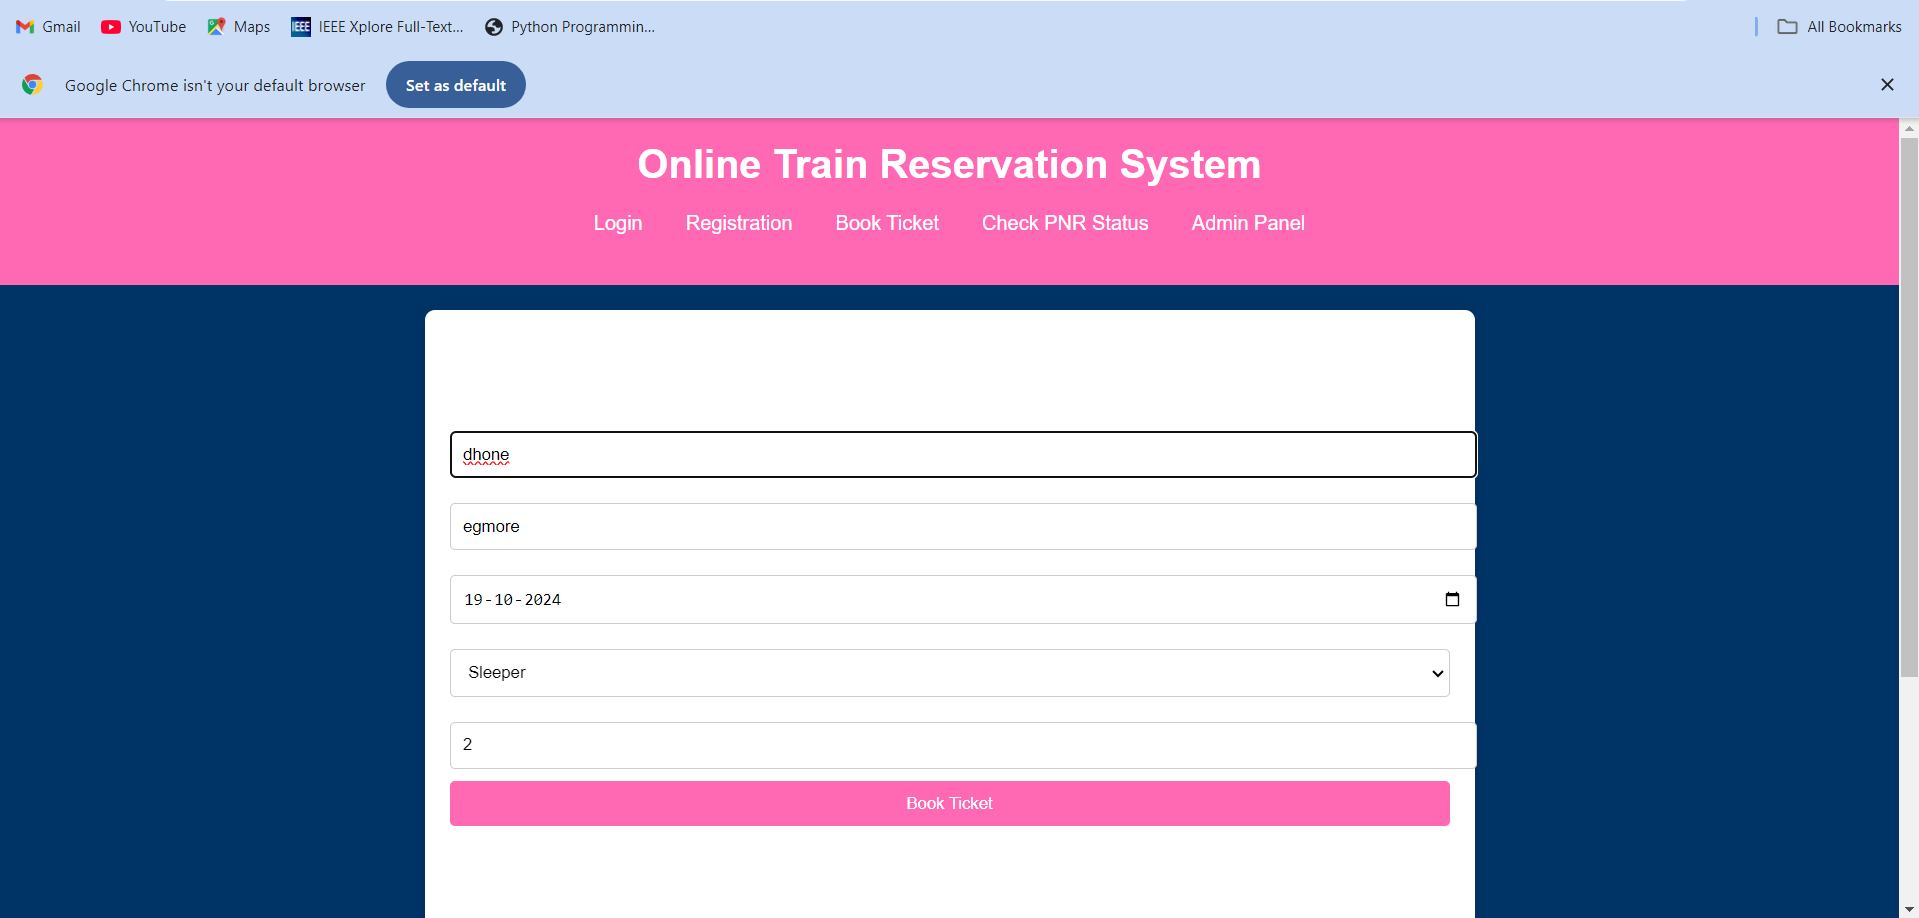 Gmail YouTube Maps IEEE IEEE Xplore Full-Text... Python Programmin... All Bookmarks
Google Chrome isn't your default browser Set as default
Online Train Reservation System
Login Registration Book Ticket Check PNR Status Admin Panel
dhone
egmore
19-10-2024
Sleeper
2
Book Ticket